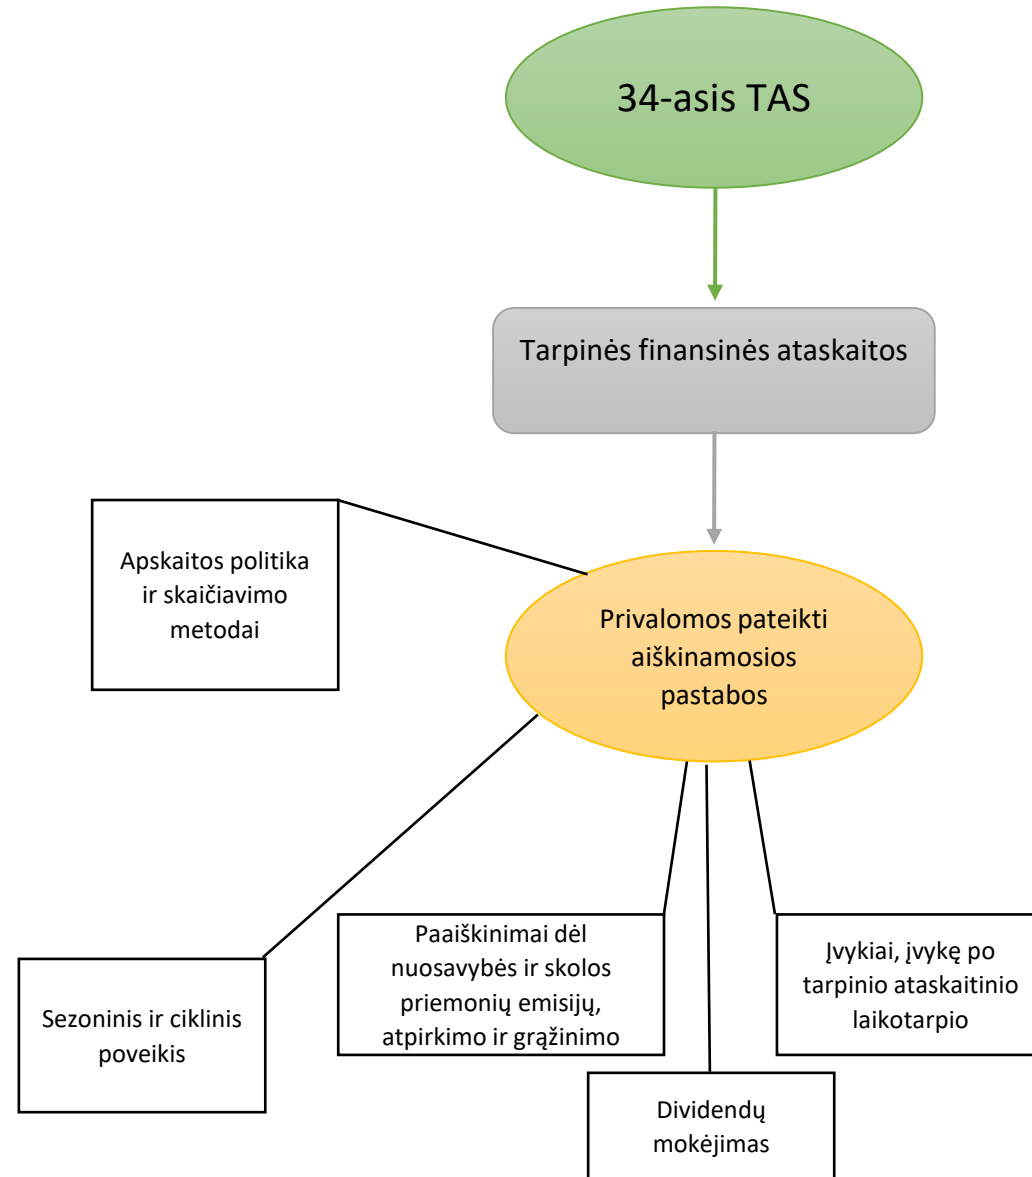 34-asis TAS
Tarpinės finansinės ataskaitos
Apskaitos politika
ir skaičiavimo
metodai
Privalomos pateikti
aiškinamosios
pastabos
Sezoninis ir ciklinis
poveikis
Paaiškinimai dėl
nuosavybės ir skolos
priemonių emisijų,
atpirkimo ir grąžinimo
Dividendų
mokėjimas
Įvykiai, įvykę po
tarpinio ataskaitinio
laikotarpio